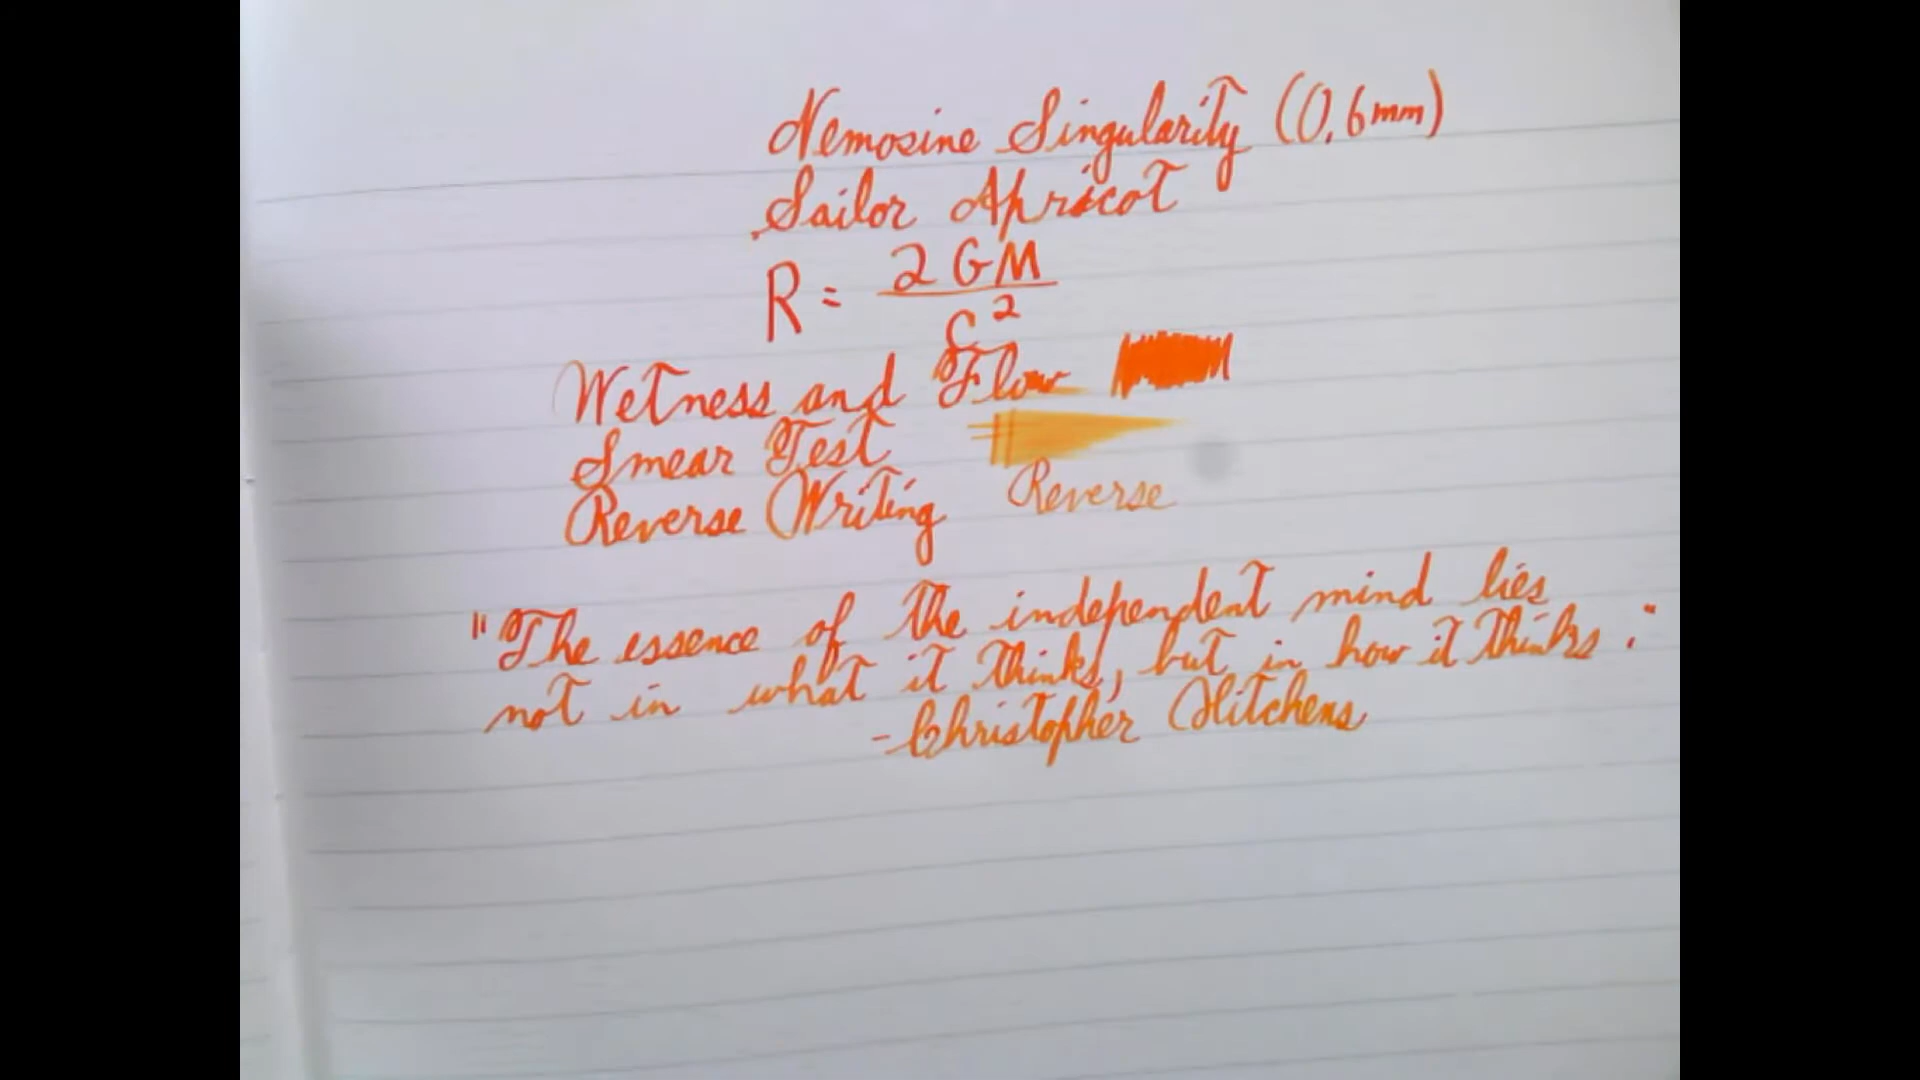 Nemosine Singularity (0.6mm)
Sailor Apricot
R = 2GM
c²
Wetness and Flow
Smear Test
Reverse Writing Reverse
"The essence of the independent mind lies
not in what it thinks, but in how it thinks."
-Christopher Hitchens